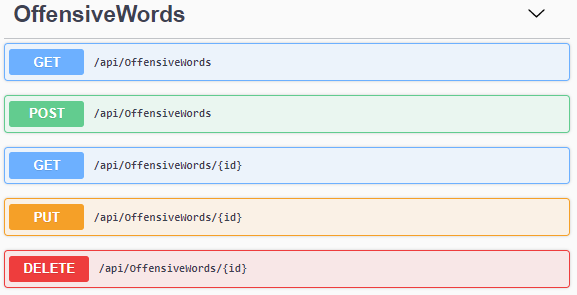 OffensiveWords
GET /api/OffensiveWords
POST /api/OffensiveWords
GET /api/OffensiveWords/{id}
PUT /api/OffensiveWords/{id}
DELETE /api/OffensiveWords/{id}